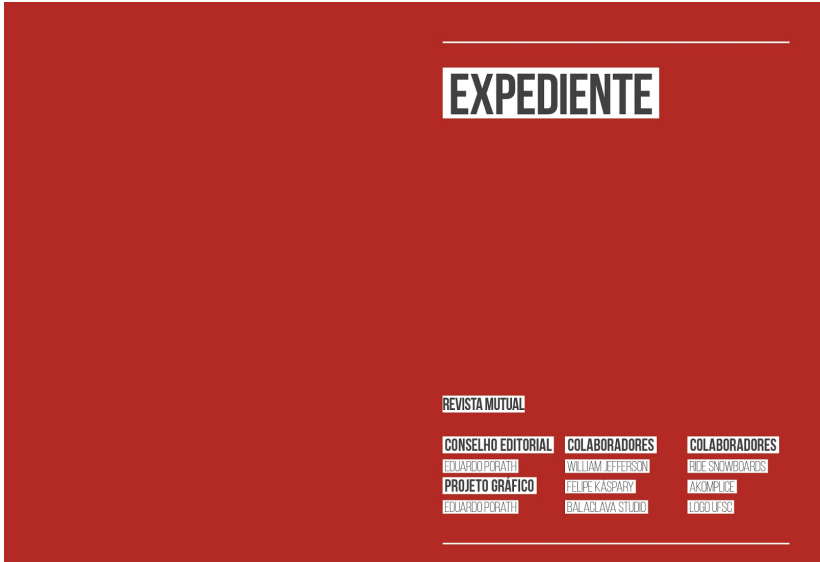 EXPEDIENTE
REVISTA MUTUAL
CONSELHO EDITORIAL
EDUARDO PORATH
PROJETO GRÁFICO
EDUARDO PORATH
COLABORADORES
WILLIAM JEFFERSON
FELIPE KÁSPARY
BALACLAVA STUDIO
COLABORADORES
RIDE SNOWBOARDS
AKOMPLICE
LOGO UFSC